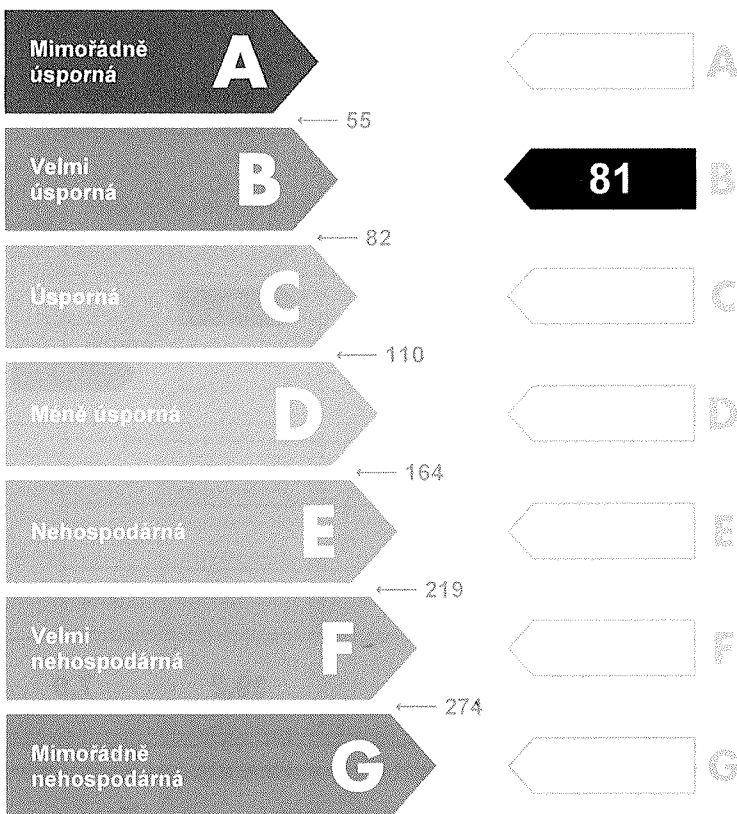 Mimořádně
úsporná
A
A
55
Velmi
úsporná
B
81
B
82
Úsporná
C
C
110
Méně úsporná
D
D
164
Nehospodárná
E
E
219
Velmi
nehospodárná
F
F
274
Mimořádně
nehospodárná
G
G